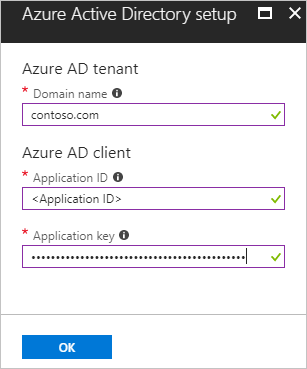 Azure Active Directory setup
Azure AD tenant
* Domain name
contoso.com
Azure AD client
* Application ID
<Application ID>
* Application key
••••••••••••••••••••••••••••••••••••••••••••
OK